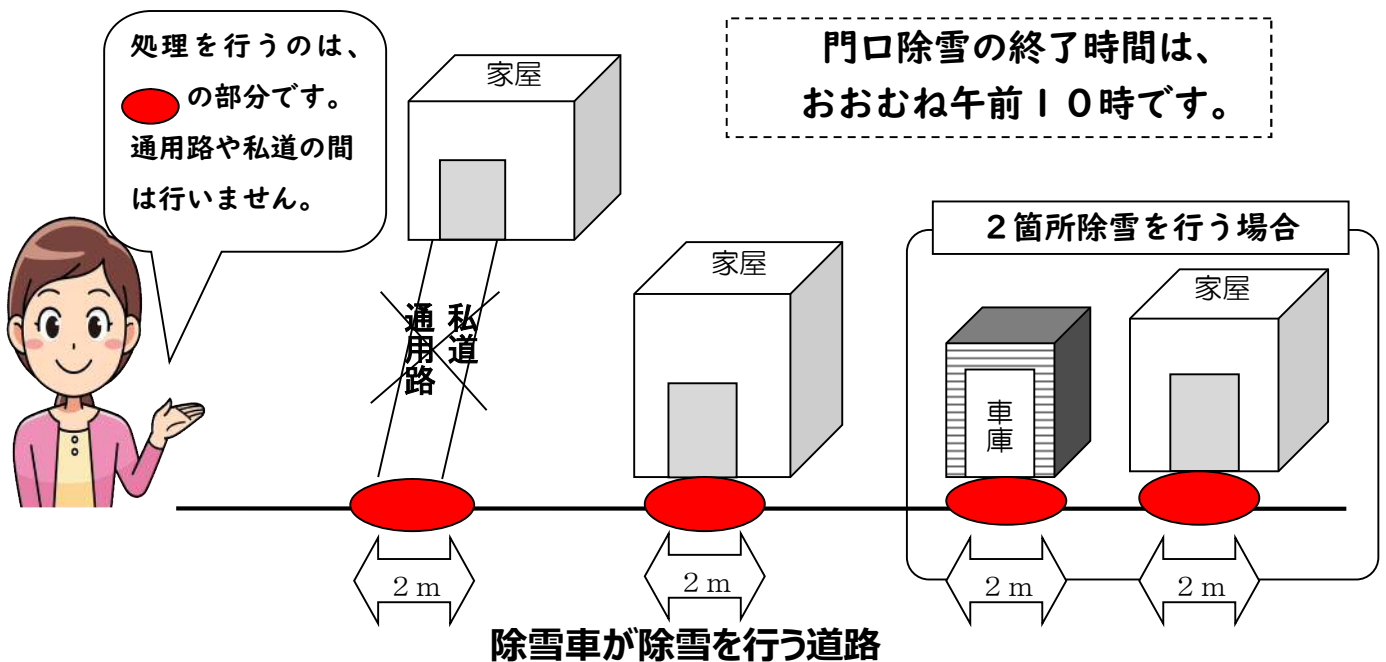 処理を行うのは、
の部分です。
通用路や私道の間
は行いません。
門口除雪の終了時間は、
おおむね午前１０時です。
家屋
私道
通用路
家屋
２箇所除雪を行う場合
車庫
家屋
２ｍ
２ｍ
２ｍ
２ｍ
除雪車が除雪を行う道路